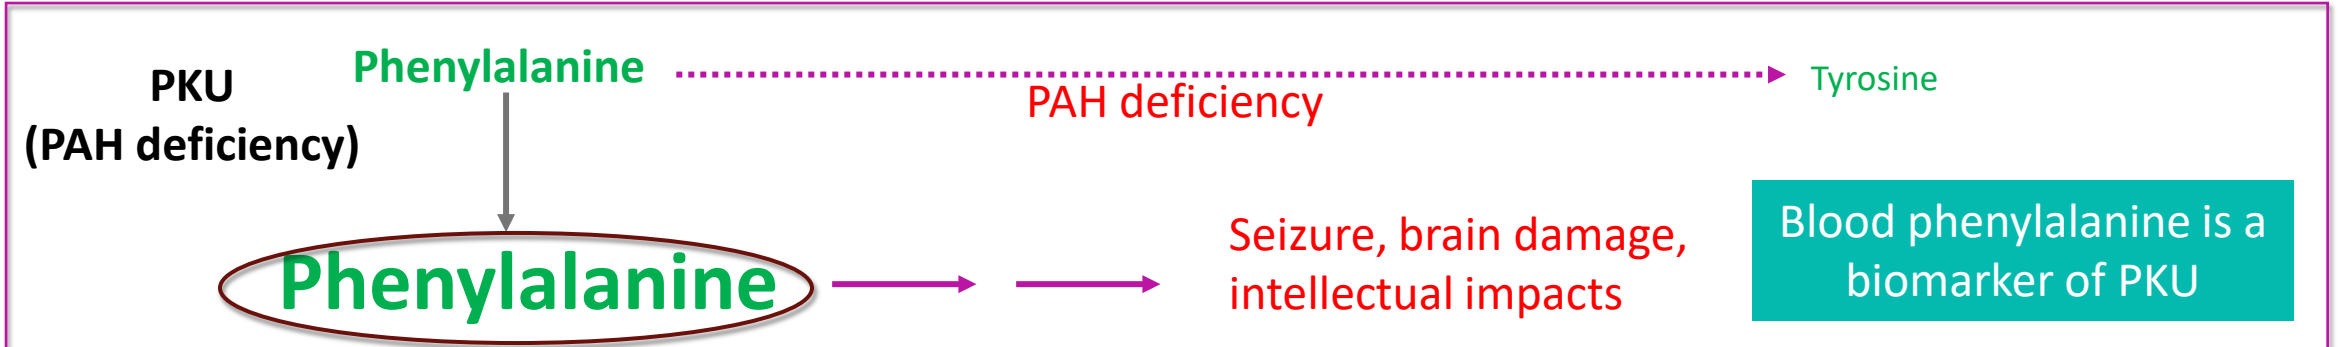 PKU
(PAH deficiency)
Phenylalanine
PAH deficiency
Tyrosine
Phenylalanine
Seizure, brain damage,
intellectual impacts
Blood phenylalanine is a
biomarker of PKU